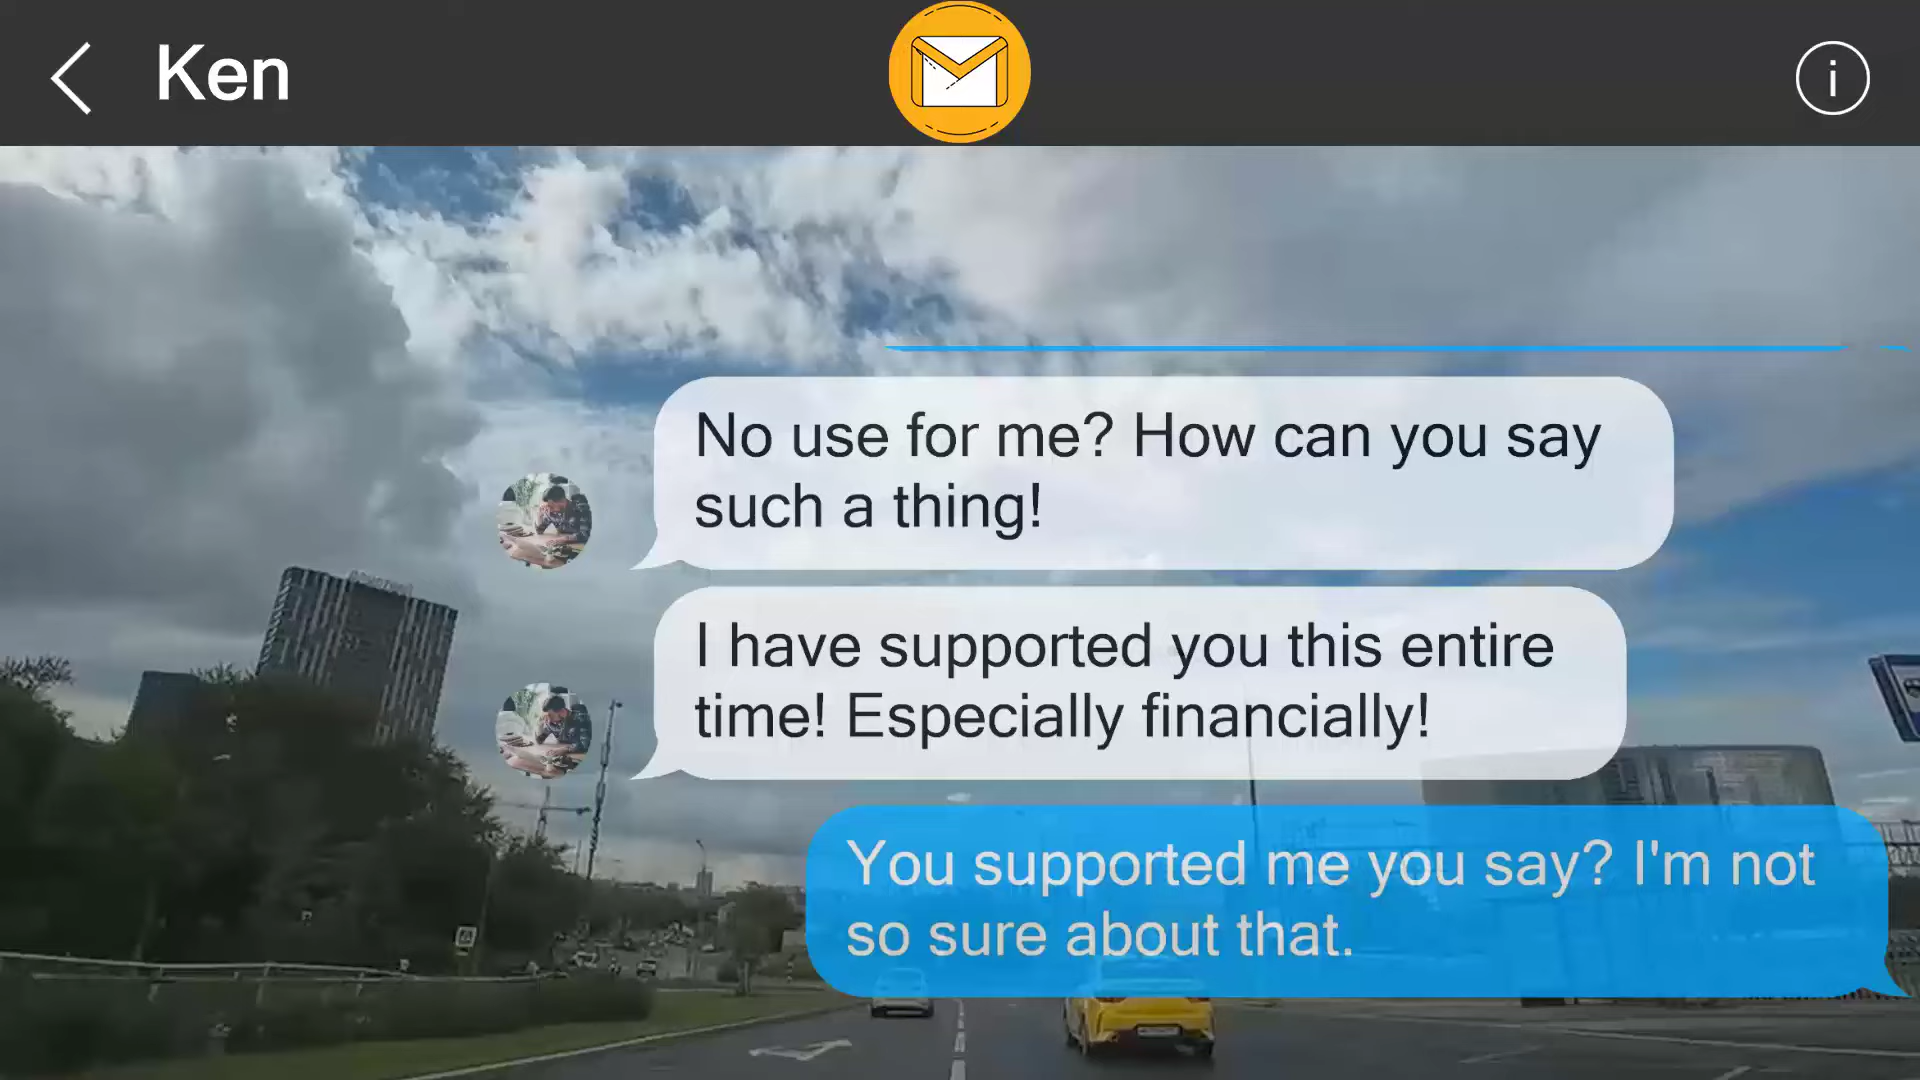 Ken
No use for me? How can you say
such a thing!
I have supported you this entire
time! Especially financially!
You supported me you say? I'm not
so sure about that.